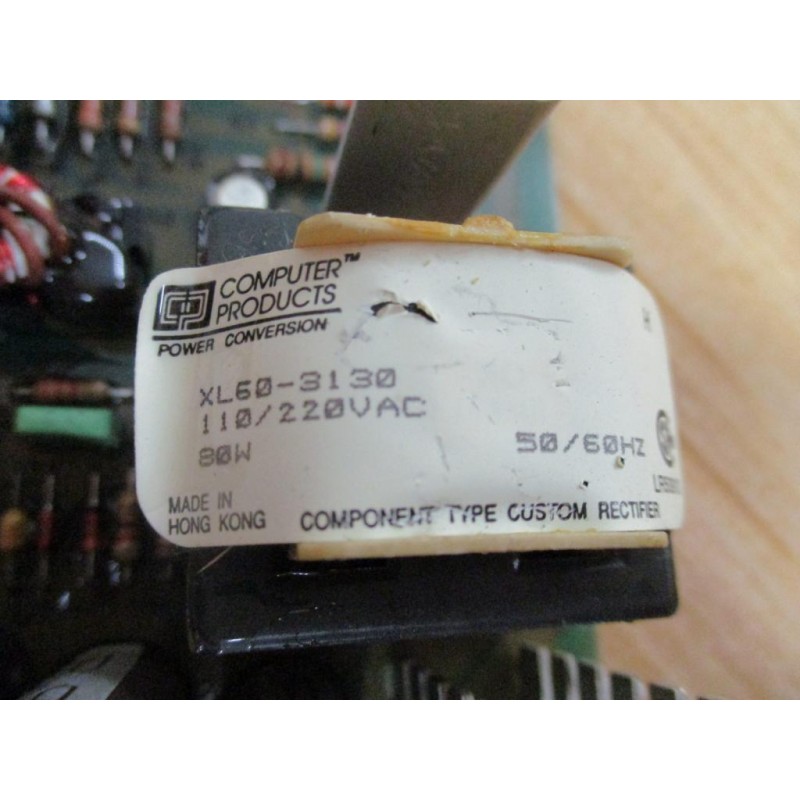 COMPUTER™
PRODUCTS
POWER CONVERSION
XL60-3130
110/220VAC
80W
50/60HZ
MADE IN
HONG KONG
COMPONENT TYPE CUSTOM RECTIFIER